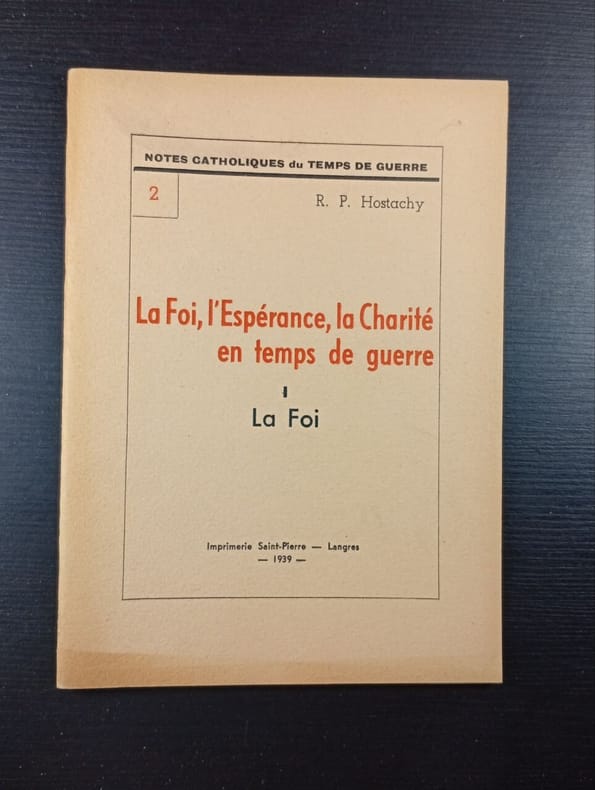 NOTES CATHOLIQUES du TEMPS DE GUERRE
2
R. P. Hostachy
La Foi, l'Espérance, la Charité
en temps de guerre
I
La Foi
Imprimerie Saint-Pierre — Langres
— 1939 —